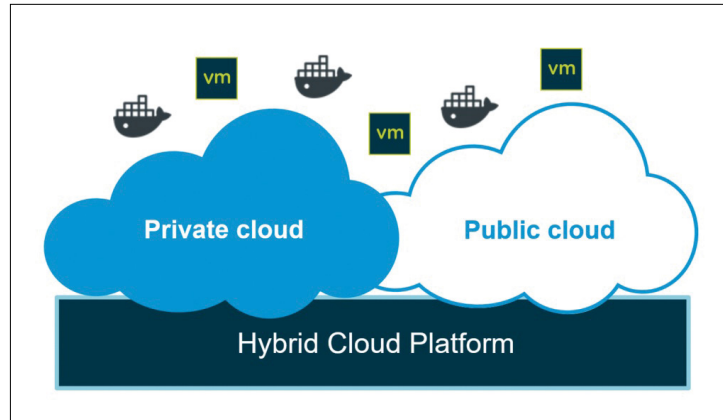 vm
vm
vm
Private cloud
Public cloud
Hybrid Cloud Platform